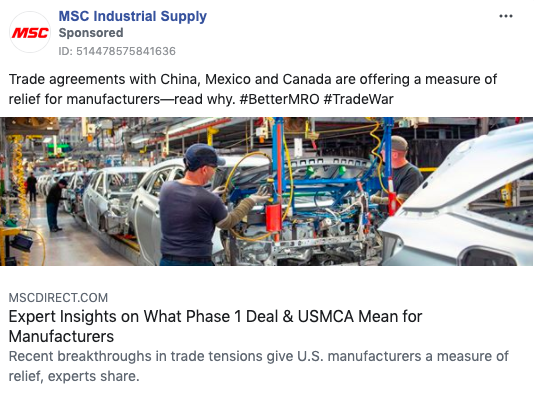 MSC
MSC Industrial Supply
Sponsored
ID: 514478575841636
Trade agreements with China, Mexico and Canada are offering a measure of
relief for manufacturers—read why. #BetterMRO #TradeWar
MSCDIRECT.COM
Expert Insights on What Phase 1 Deal & USMCA Mean for
Manufacturers
Recent breakthroughs in trade tensions give U.S. manufacturers a measure of
relief, experts share.